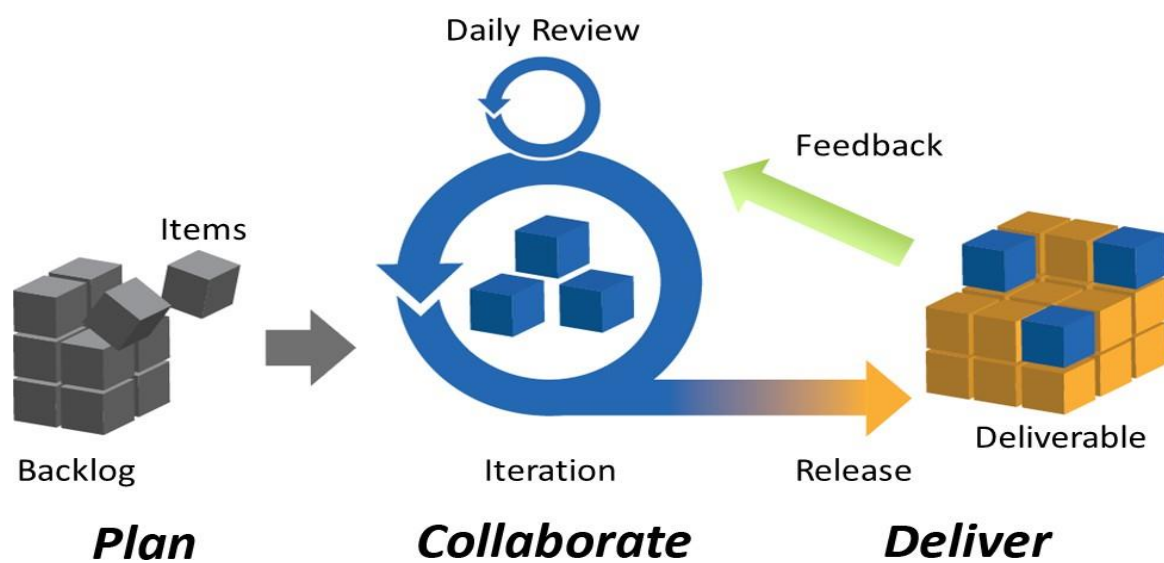 Daily Review
Feedback
Items
Backlog
Iteration
Release
Deliverable
Plan
Collaborate
Deliver